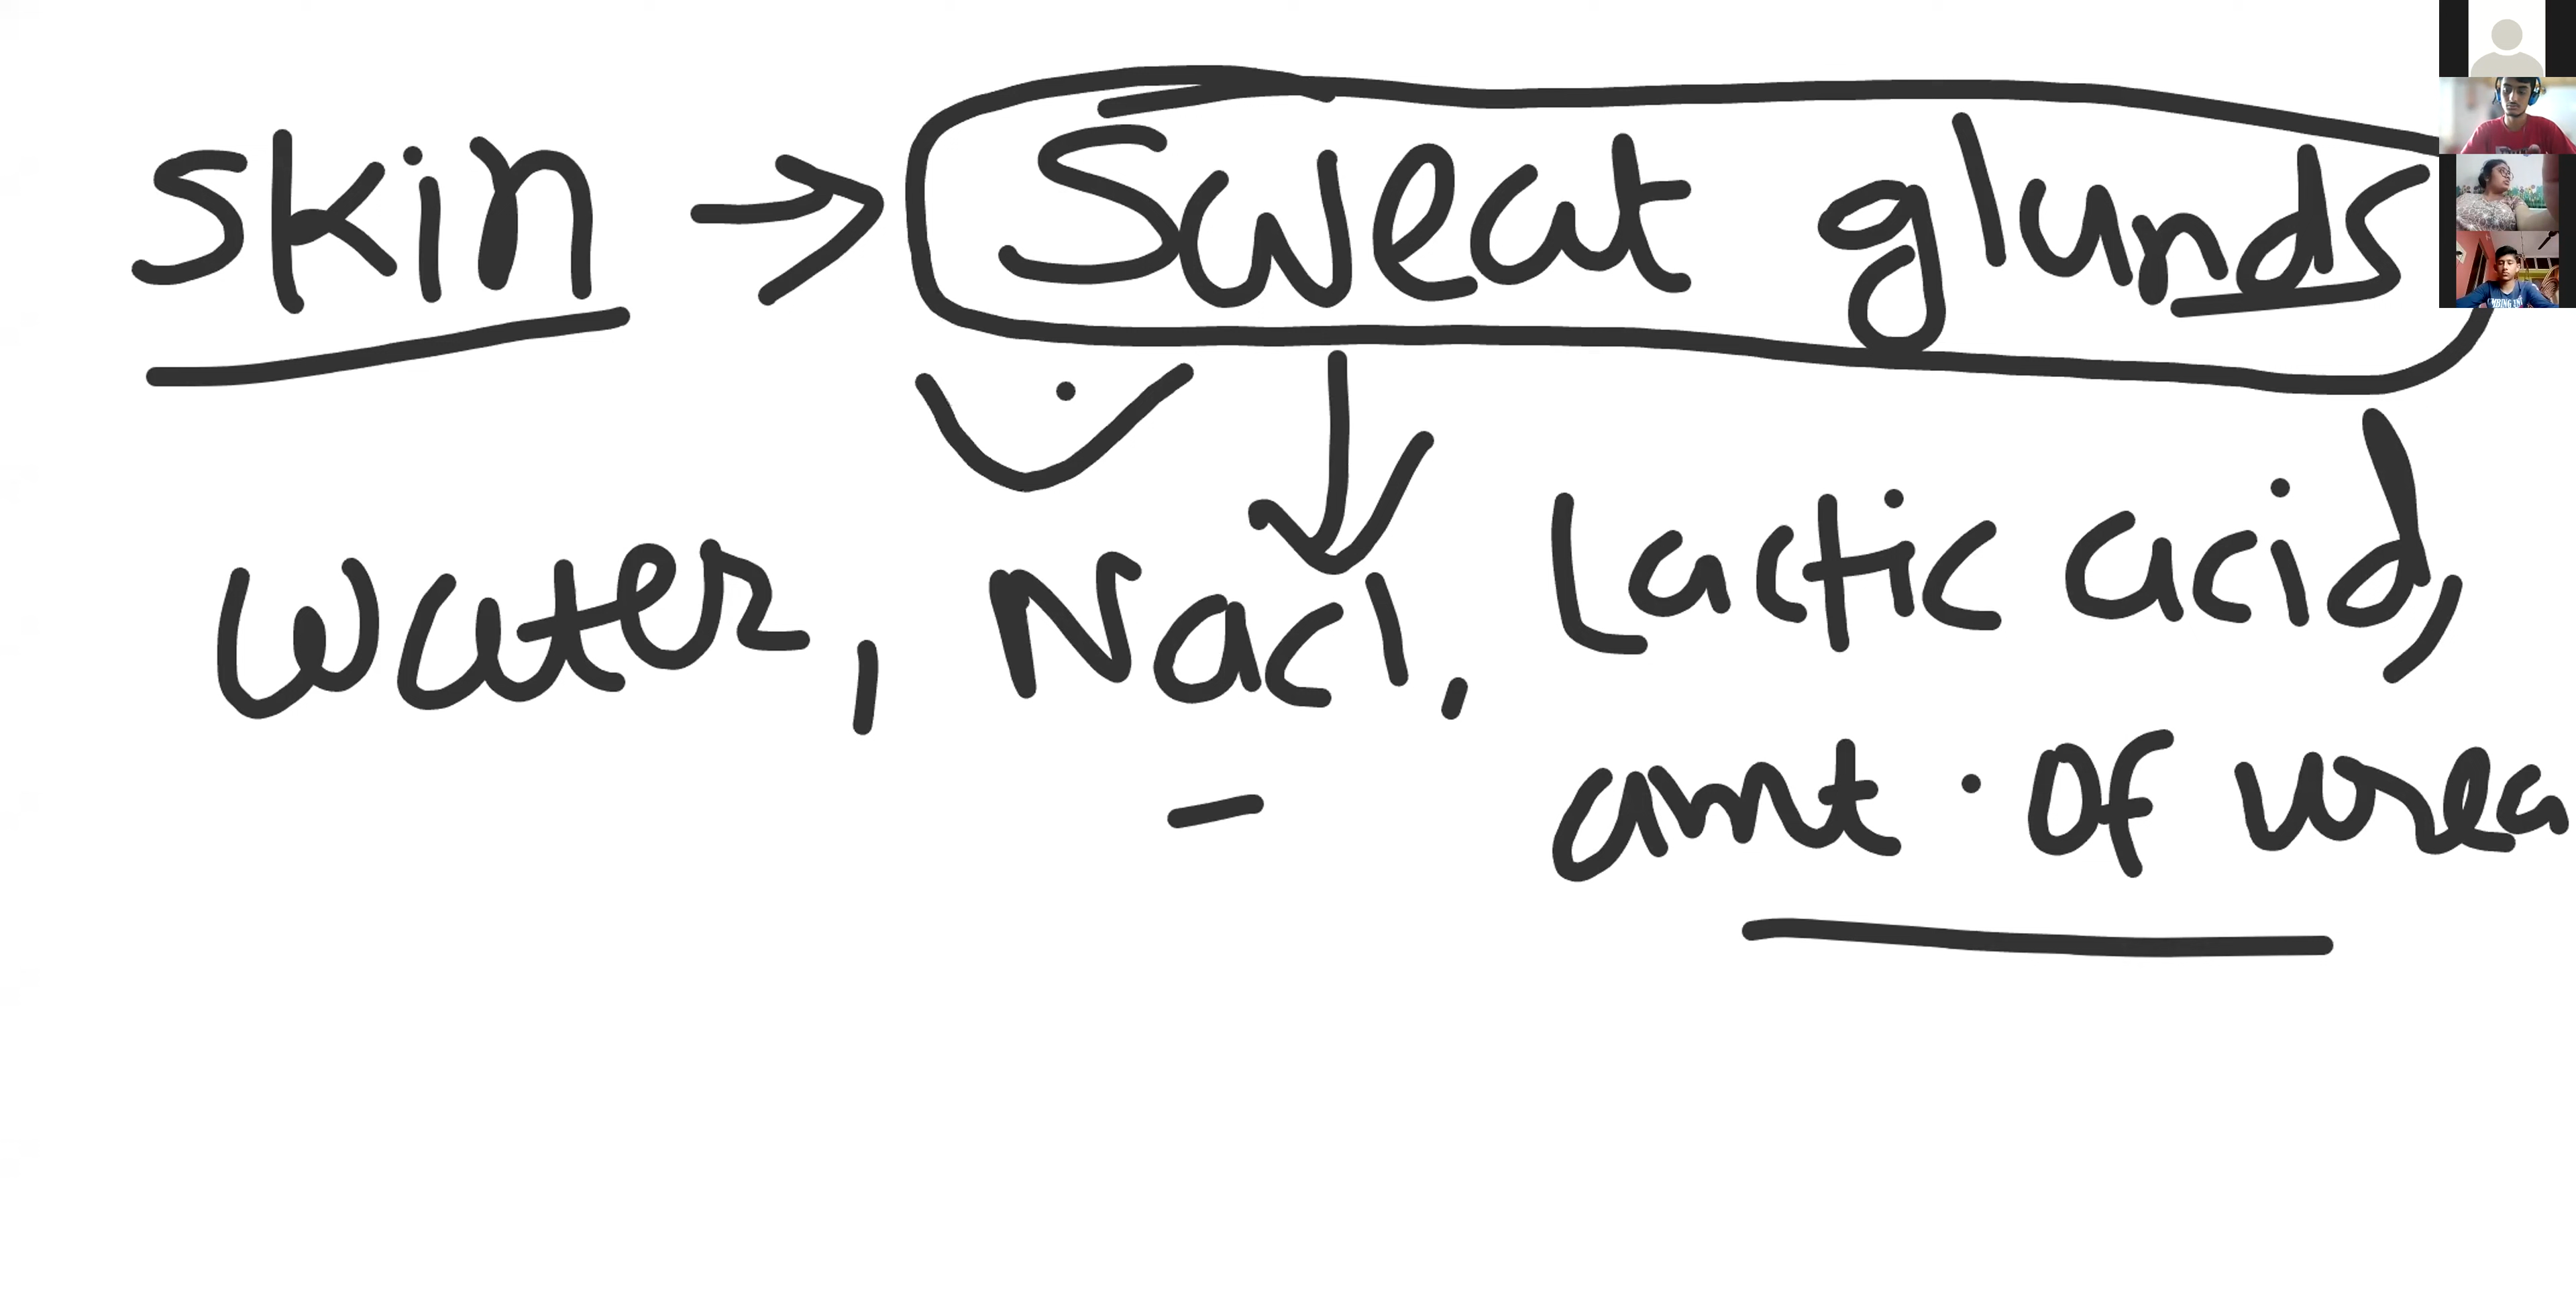 skin → Sweat glands
Water, Nacl, Lactic acid,
amt. of urea